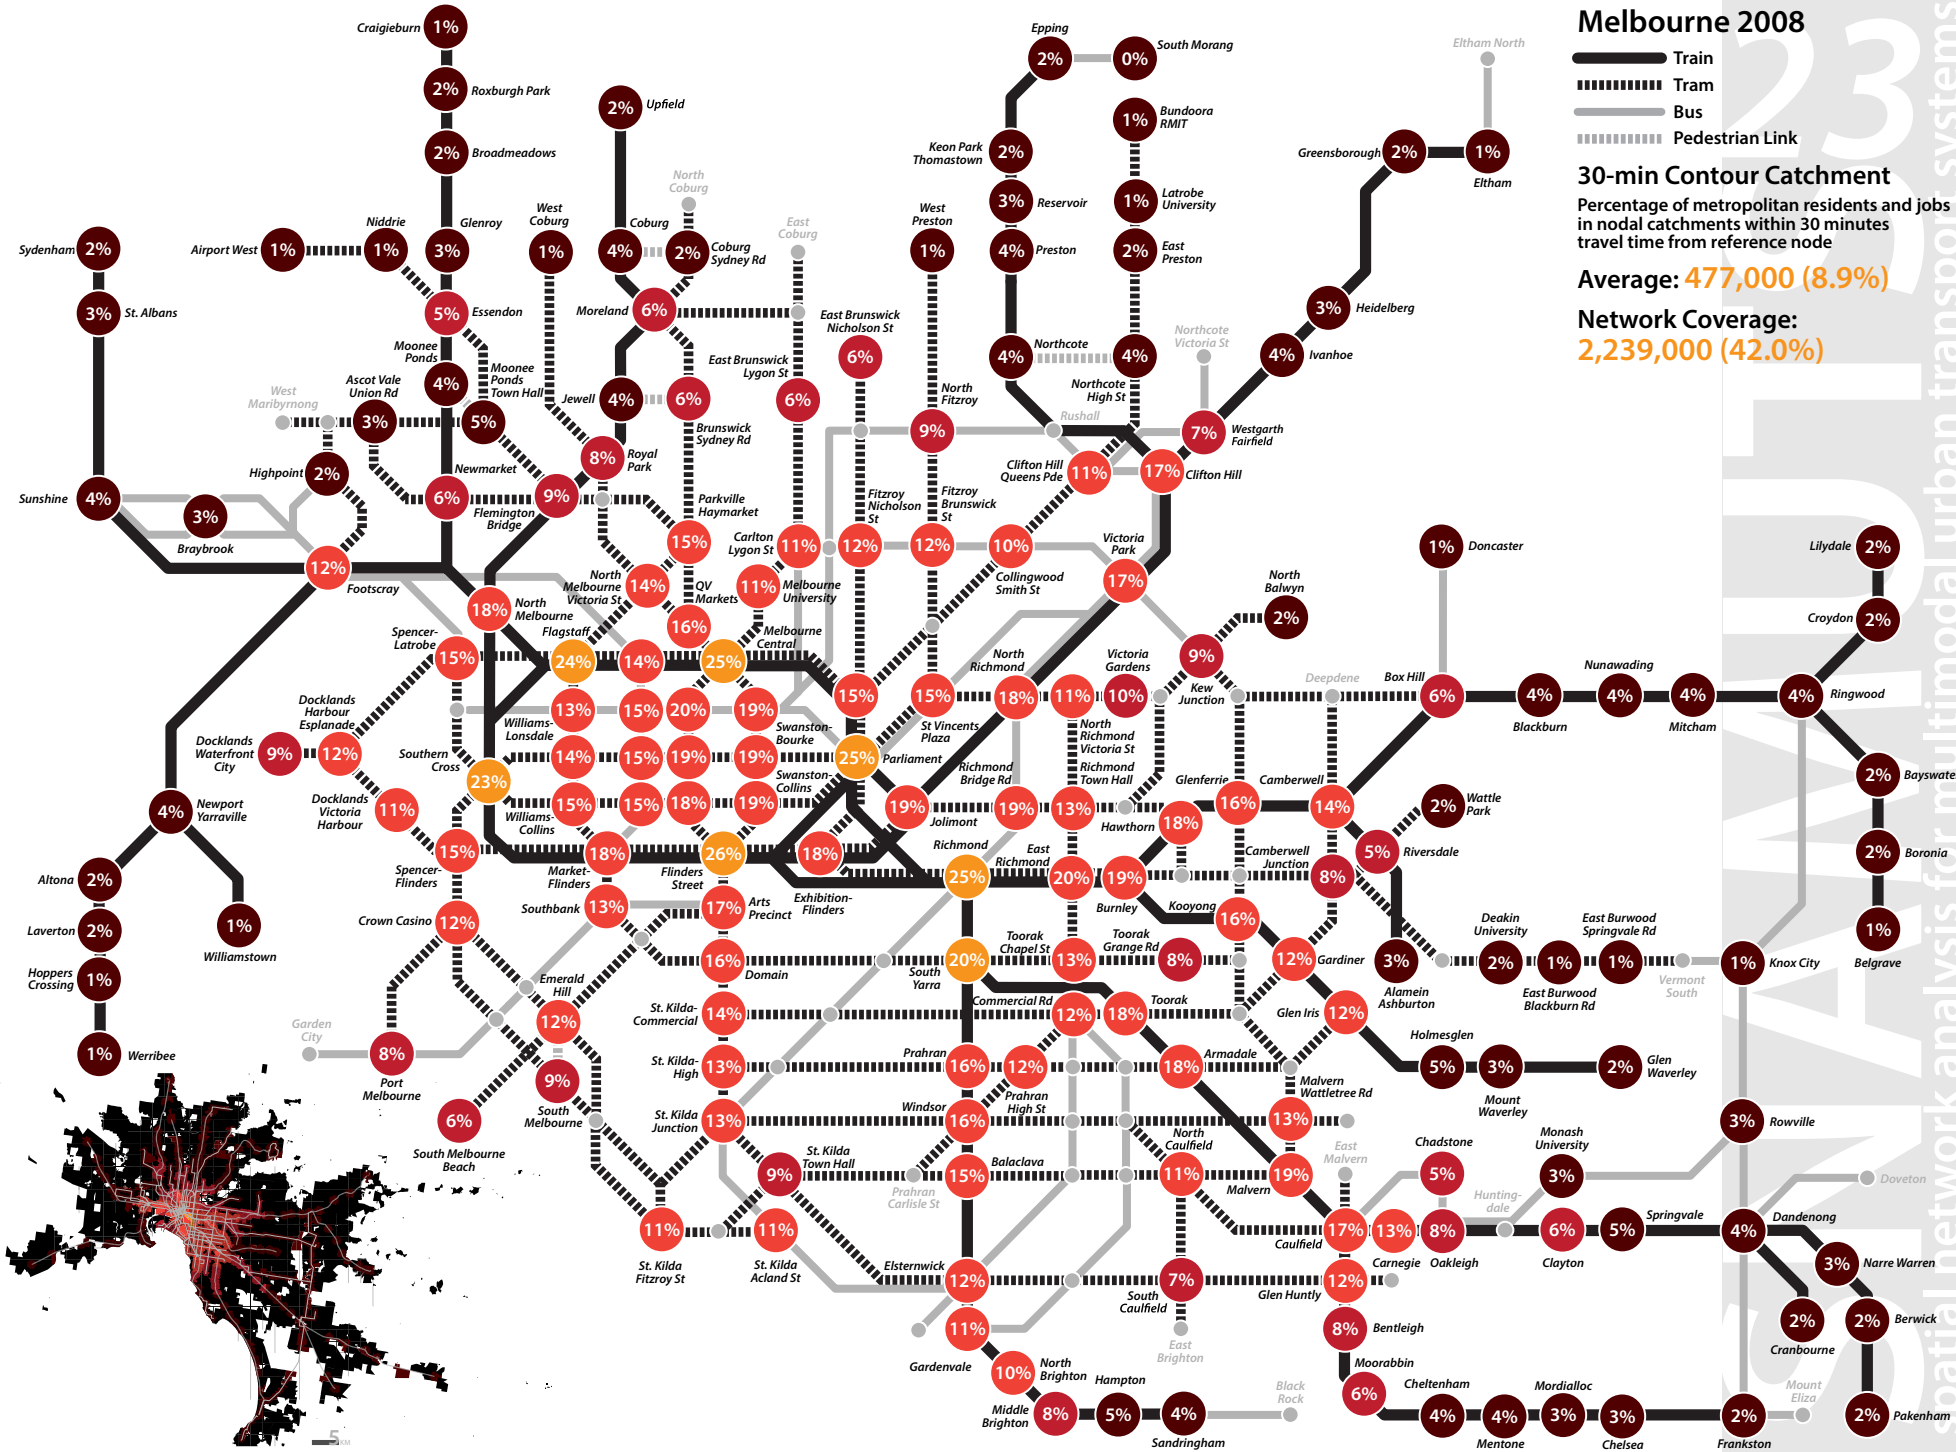 Melbourne 2008
Train
Tram
Bus
Pedestrian Link
30-min Contour Catchment
Percentage of metropolitan residents and jobs
in nodal catchments within 30 minutes
travel time from reference node
Average: 477,000 (8.9%)
Network Coverage:
2,239,000 (42.0%)
23
spatial network analysis for multimodal urban transport systems
SNAMUTS
Craigieburn 1%
2% Roxburgh Park
2% Broadmeadows
Glenroy 3%
2% Upfield
Epping 2%
0% South Morang
1% Bundoora
RMIT
Keon Park
Thomastown 2%
3% Reservoir
1% Latrobe
University
4% Preston
2% East
Preston
Greensborough 2%
1% Eltham
Eltham North
Sydenham 2%
3% St. Albans
Airport West 1%
Niddrie 1%
5% Essendon
West
Coburg 1%
Coburg 4%
North
Coburg
2% Coburg
Sydney Rd
East
Coburg
West
Preston 1%
Moreland 6%
East Brunswick
Nicholson St 6%
East Brunswick
Lygon St 6%
4% Northcote
4% Northcote
High St
Northcote
Victoria St
3% Heidelberg
4% Ivanhoe
Moonee
Ponds 4%
Moonee
Ponds
Town Hall 5%
West
Maribyrnong
Ascot Vale
Union Rd 3%
Jewell 4%
6% Brunswick
Sydney Rd
North
Fitzroy 9%
Rushall
7% Westgarth
Fairfield
Highpoint 2%
8% Royal
Park
Newmarket 6%
9% Flemington
Bridge
Clifton Hill
Queens Pde 11%
17% Clifton Hill
Sunshine 4%
3% Braybrook
Parkville
Haymarket 15%
Carlton
Lygon St 11%
Fitzroy
Nicholson
St 12%
Fitzroy
Brunswick
St 12%
10% Collingwood
Smith St
Victoria
Park 17%
1% Doncaster
Lilydale 2%
12% Footscray
North
Melbourne
Victoria St 14%
QV
Markets 16%
11% Melbourne
University
18% North
Melbourne
North
Balwyn 2%
Croydon 2%
Spencer-
Latrobe 15%
Flagstaff 24%
14%
Melbourne
Central 25%
15%
15% St Vincents
Plaza
North
Richmond 18%
11% North
Richmond
Victoria St
Victoria
Gardens 10%
9% Kew
Junction
Deepdene
Box Hill 6%
4% Blackburn
Nunawading 4%
4% Mitcham
4% Ringwood
Docklands
Harbour
Esplanade 12%
Docklands
Waterfront
City 9%
Williams-
Lonsdale 13%
15%
20%
19%
Swanston-
Bourke
Southern
Cross 23%
14%
15%
19%
19%
25% Parliament
Swanston-
Collins
Docklands
Victoria
Harbour 11%
Williams-
Collins 15%
15%
18%
19%
19% Jolimont
Richmond
Bridge Rd 19%
Richmond
Town Hall 13%
Hawthorn 18%
Glenferrie 16%
Camberwell 14%
2% Wattle
Park
2% Bayswate
4% Newport
Yarraville
Spencer-
Flinders 15%
Market-
Flinders 18%
Flinders
Street 26%
18% Exhibition-
Flinders
Richmond 25%
East
Richmond 20%
19% Burnley
Camberwell
Junction 8%
5% Riversdale
2% Boronia
Altona 2%
Laverton 2%
1% Williamstown
Crown Casino 12%
Southbank 13%
17% Arts
Precinct
Kooyong 16%
Deakin
University 2%
East Burwood
Springvale Rd 1%
1% East Burwood
Blackburn Rd
1% Belgrave
Hoppers
Crossing 1%
16% Domain
20% South
Yarra
Toorak
Chapel St 13%
Toorak
Grange Rd 8%
12% Gardiner
3% Alamein
Ashburton
Vermont
South
1% Knox City
Emerald
Hill 12%
St. Kilda-
Commercial 14%
Commercial Rd 12%
18% Toorak
Glen Iris 12%
Garden
City
1% Werribee
8% Port
Melbourne
9% South
Melbourne
St. Kilda-
High 13%
Prahran 16%
12% Prahran
High St
18% Armadale
Holmesglen 5%
3% Mount
Waverley
2% Glen
Waverley
6% South Melbourne
Beach
St. Kilda
Junction 13%
Windsor 16%
Malvern
Wattletree Rd 13%
3% Rowville
St. Kilda
Town Hall 9%
Prahran
Carlisle St
15% Balaclava
North
Caulfield 11%
Malvern 19%
East
Malvern
Chadstone 5%
Monash
University 3%
Doveton
11% St. Kilda
Fitzroy St
11% St. Kilda
Acland St
Caulfield 17%
13% Carnegie
8% Oakleigh
Hunting-
dale
6% Clayton
5% Springvale
4% Dandenong
3% Narre Warren
Elsternwick 12%
7% South
Caulfield
12% Glen Huntly
2% Cranbourne
2% Berwick
11% Gardenvale
East
Brighton
8% Bentleigh
10% North
Brighton
6% Moorabbin
8% Middle
Brighton
Hampton 5%
4% Sandringham
Black
Rock
Cheltenham 4%
4% Mentone
Mordialloc 3%
3% Chelsea
2% Frankston
Mount
Eliza
2% Pakenham
5 KM